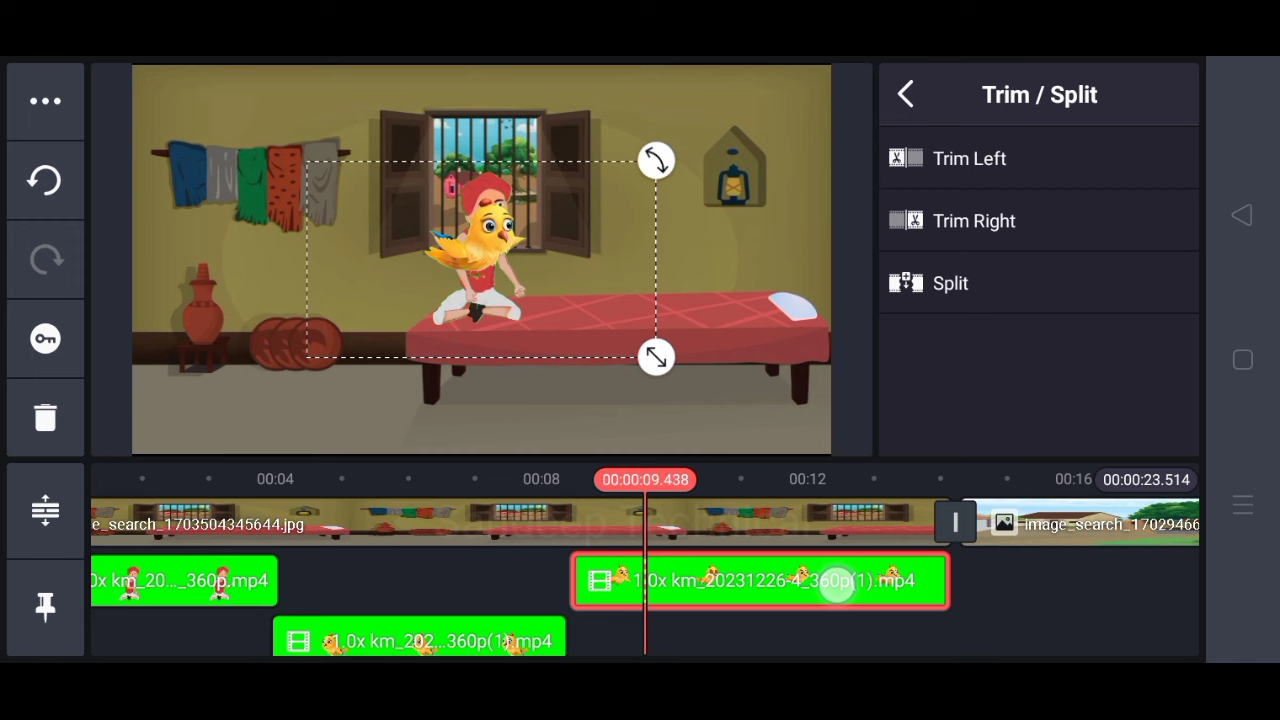 Trim / Split
Trim Left
Trim Right
Split
00:04
00:08
00:00:09.438
00:12
00:16
00:00:23.514
e_search_1703504345644.jpg
image_search_17029466
0x km_20..._360p.mp4
1.0x km_20231226-4_360p(1).mp4
1.0x km_202...360p(1).mp4